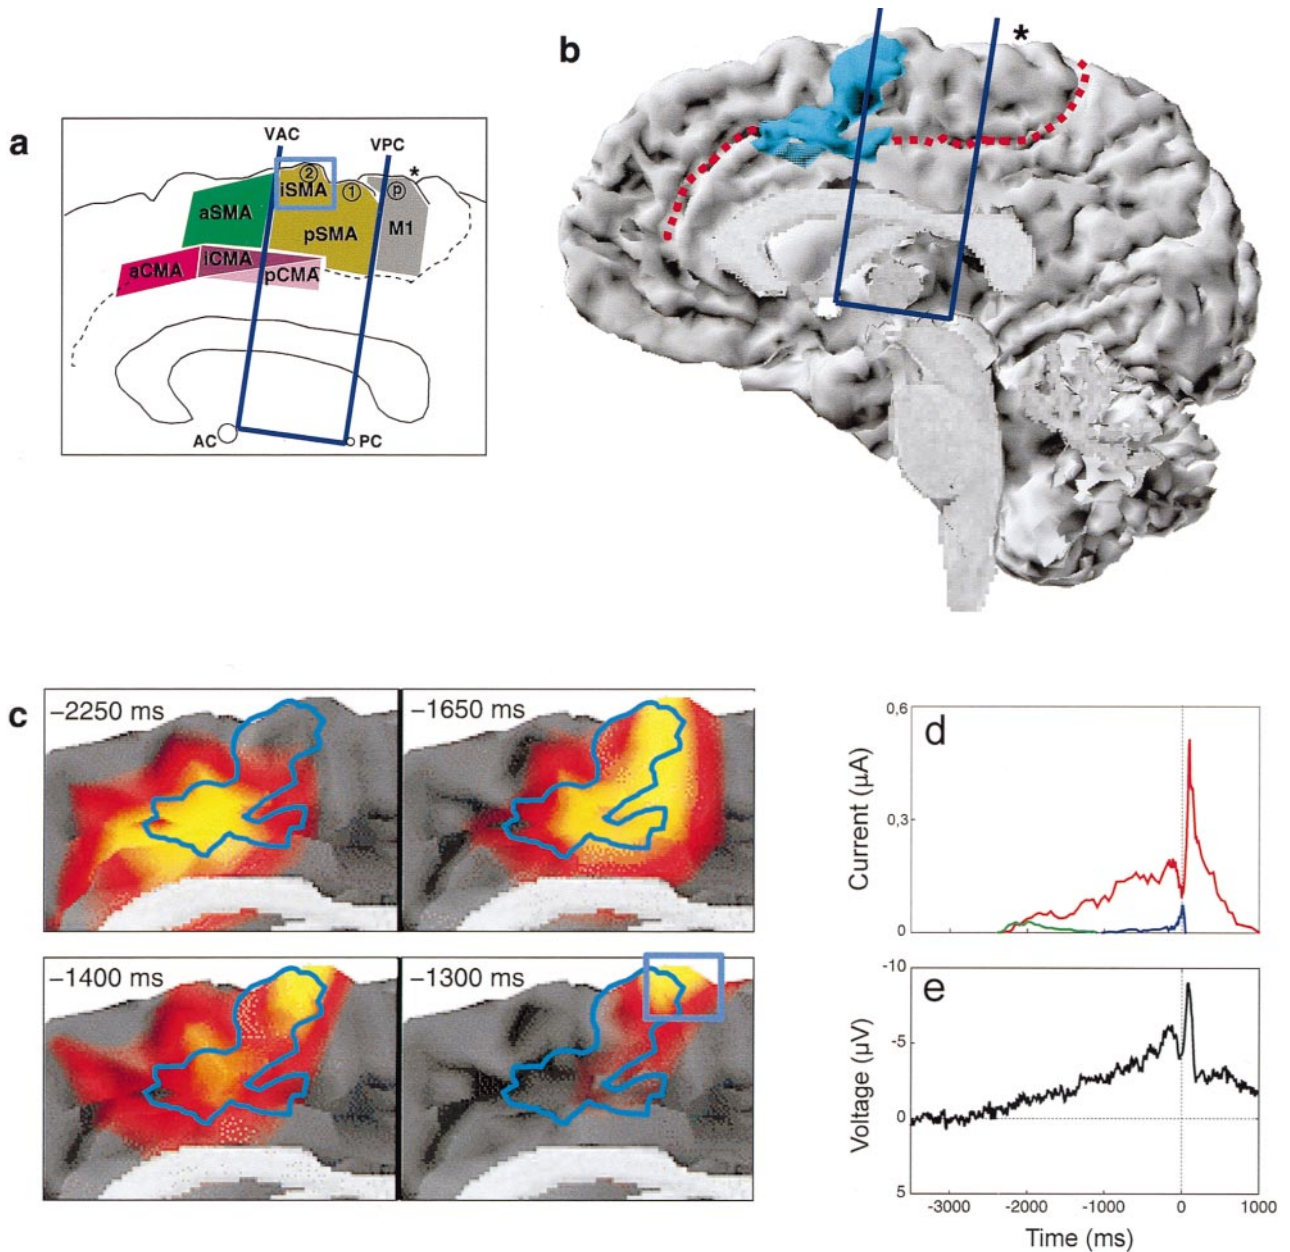 a
VAC
VPC
*
② 
iSMA
①
Ⓟ
aSMA
pSMA
M1
aCMA
iCMA
pCMA
AC
PC
b
*
c
−2250 ms
−1650 ms
−1400 ms
−1300 ms
d
Current (µA)
0,6
0,3
0
e
Voltage (µV)
-10
-5
0
5
-3000 -2000 -1000 0 1000
Time (ms)